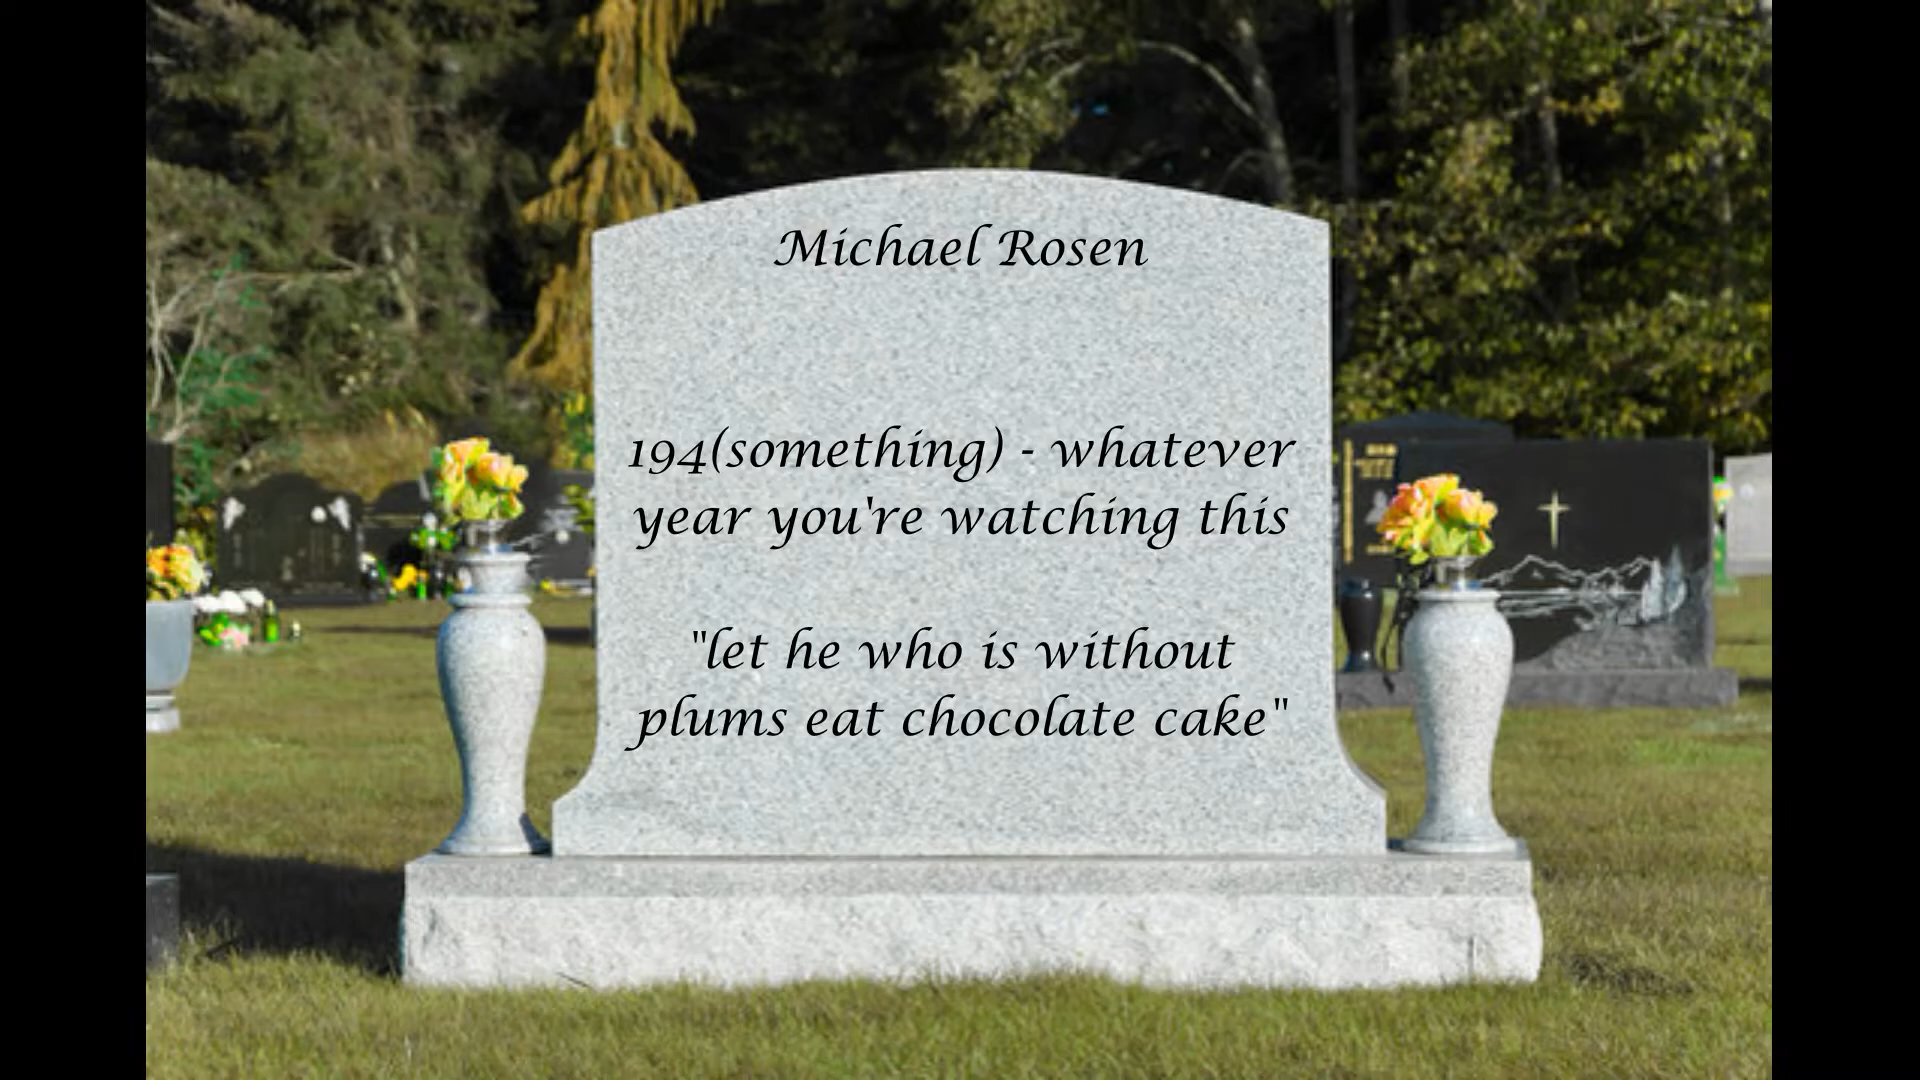 Michael Rosen
194(something) - whatever
year you're watching this
"let he who is without
plums eat chocolate cake"